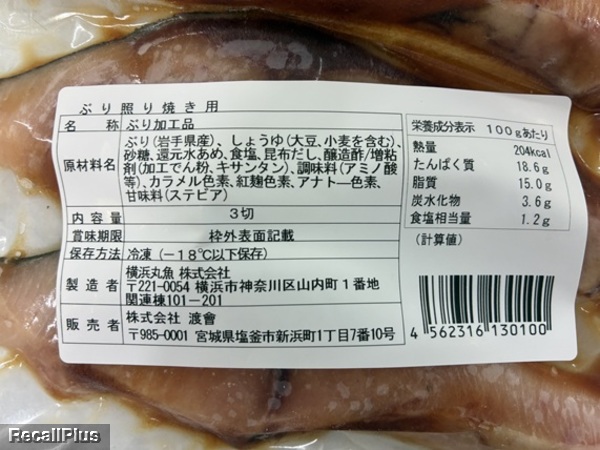 ぶり照り焼き用
名称 ぶり加工品
原材料名 ぶり(岩手県産)、しょうゆ(大豆、小麦を含む)、
砂糖、還元水あめ、食塩、昆布だし、醸造酢/増粘
剤(加工でん粉、キサンタン)、調味料(アミノ酸
等)、カラメル色素、紅麹色素、アナト―色素、
甘味料(ステビア)
内容量 3切
賞味期限 枠外表面記載
保存方法 冷凍(-18℃以下保存)
製造者 横浜丸魚 株式会社
〒221-0054 横浜市神奈川区山内町1番地
関連棟101-201
販売者 株式会社 渡會
〒985-0001 宮城県塩釜市新浜町1丁目7番10号
栄養成分表示 100gあたり
熱量 204kcal
たんぱく質 18.6g
脂質 15.0g
炭水化物 3.6g
食塩相当量 1.2g
(計算値)
4 562316 130100
RecallPlus